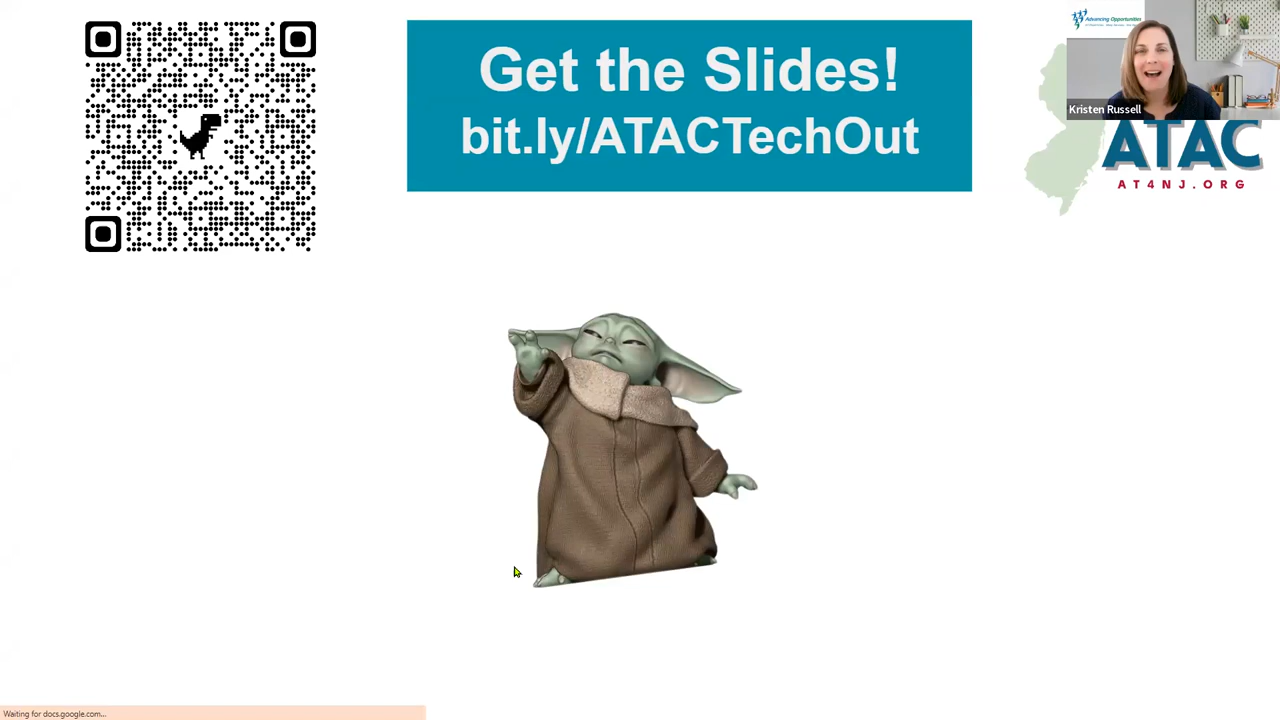 Get the Slides!
bit.ly/ATACTechOut
Advancing Opportunities
Kristen Russell
ATAC
AT4NJ.ORG
Waiting for docs.google.com...